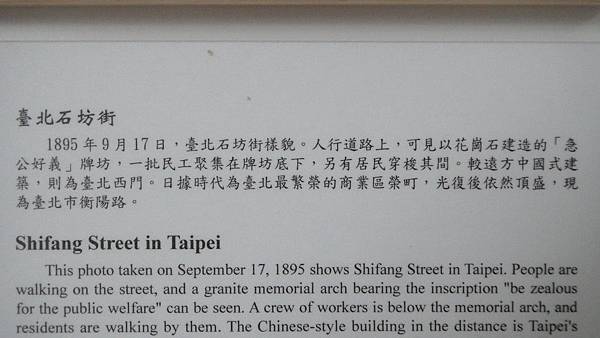 臺北石坊街
1895 年 9 月 17 日，臺北石坊街樣貌。人行道路上，可見以花崗石建造的「急
公好義」牌坊，一批民工聚集在牌坊底下，另有居民穿梭其間。較遠方中國式建
築，則為臺北西門。日據時代為臺北最繁榮的商業區榮町，光復後依然頂盛，現
為臺北市衡陽路。
Shifang Street in Taipei
This photo taken on September 17, 1895 shows Shifang Street in Taipei. People are
walking on the street, and a granite memorial arch bearing the inscription "be zealous
for the public welfare" can be seen. A crew of workers is below the memorial arch, and
residents are walking by them. The Chinese-style building in the distance is Taipei's